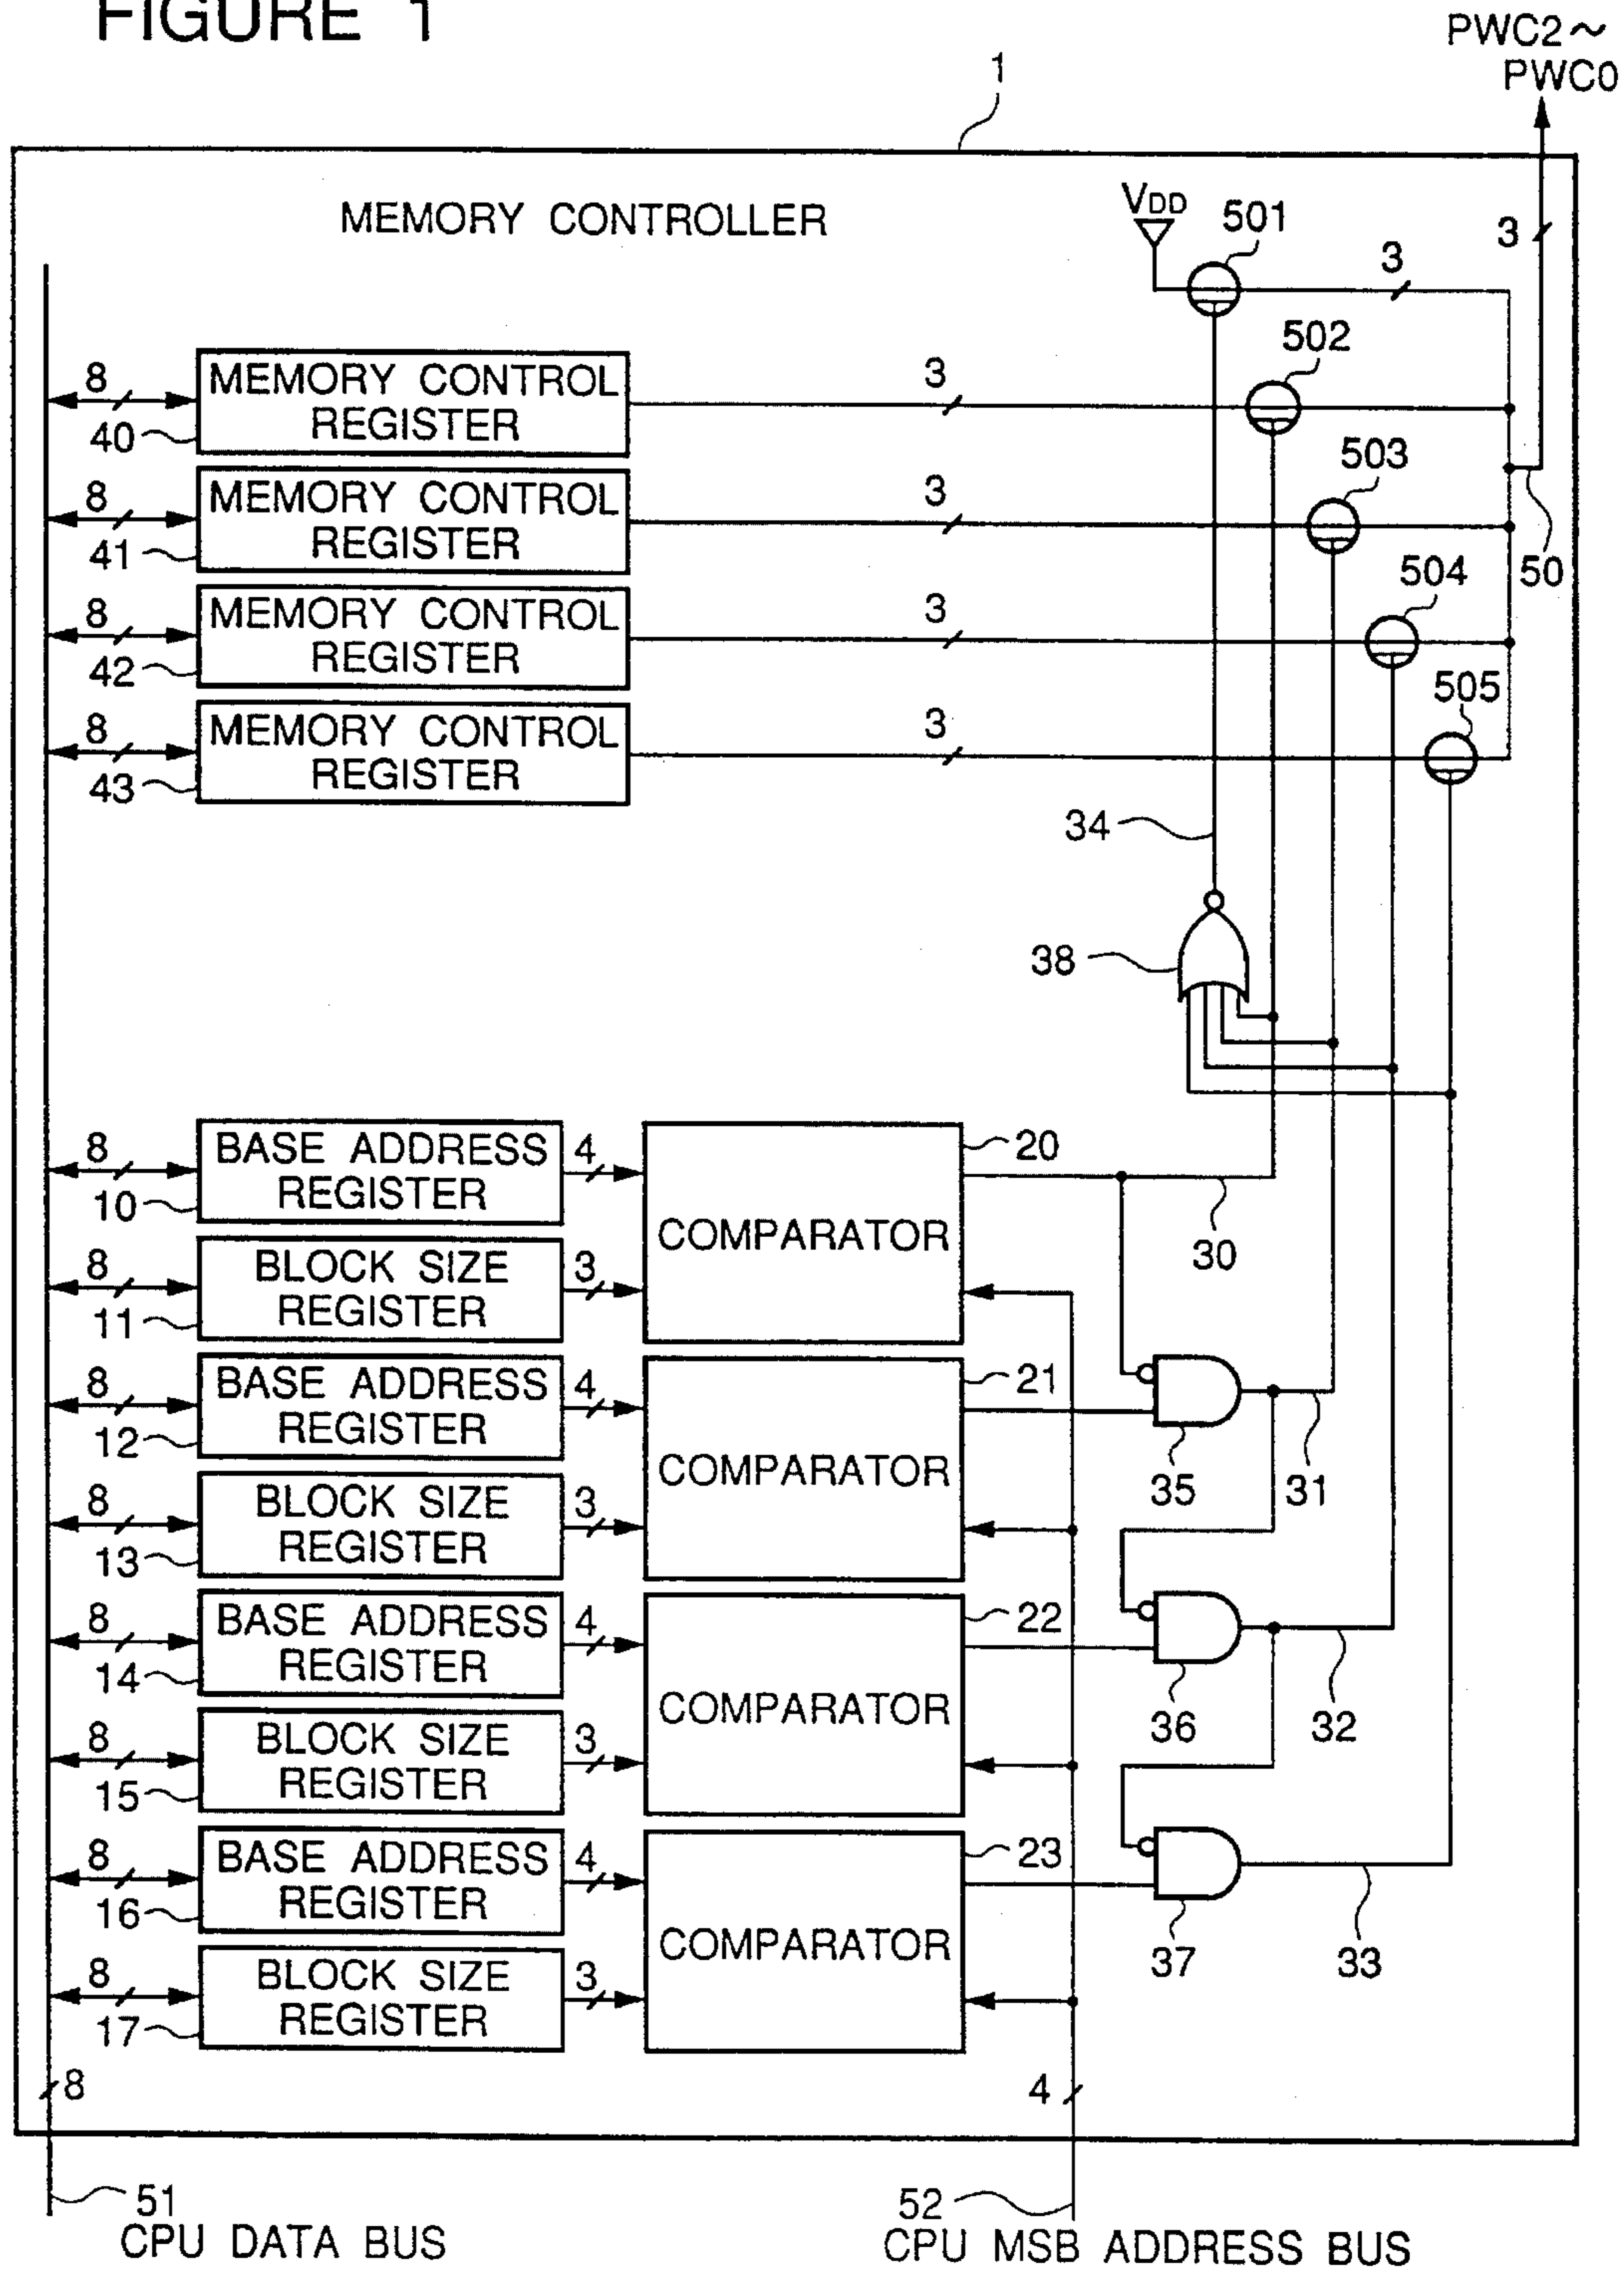 FIGURE 1
PWC2~
PWC0
1
MEMORY CONTROLLER
VDD
501
3
3
502
8
MEMORY CONTROL
REGISTER
40
3
503
8
MEMORY CONTROL
REGISTER
41
3
50
504
8
MEMORY CONTROL
REGISTER
42
3
505
8
MEMORY CONTROL
REGISTER
43
3
34
38
8
BASE ADDRESS
REGISTER
10
4
COMPARATOR
20
30
8
BLOCK SIZE
REGISTER
11
3
8
BASE ADDRESS
REGISTER
12
4
COMPARATOR
21
35
31
8
BLOCK SIZE
REGISTER
13
3
8
BASE ADDRESS
REGISTER
14
4
COMPARATOR
22
36
32
8
BLOCK SIZE
REGISTER
15
3
8
BASE ADDRESS
REGISTER
16
4
COMPARATOR
23
37
33
8
BLOCK SIZE
REGISTER
17
3
8
4
51
CPU DATA BUS
52
CPU MSB ADDRESS BUS